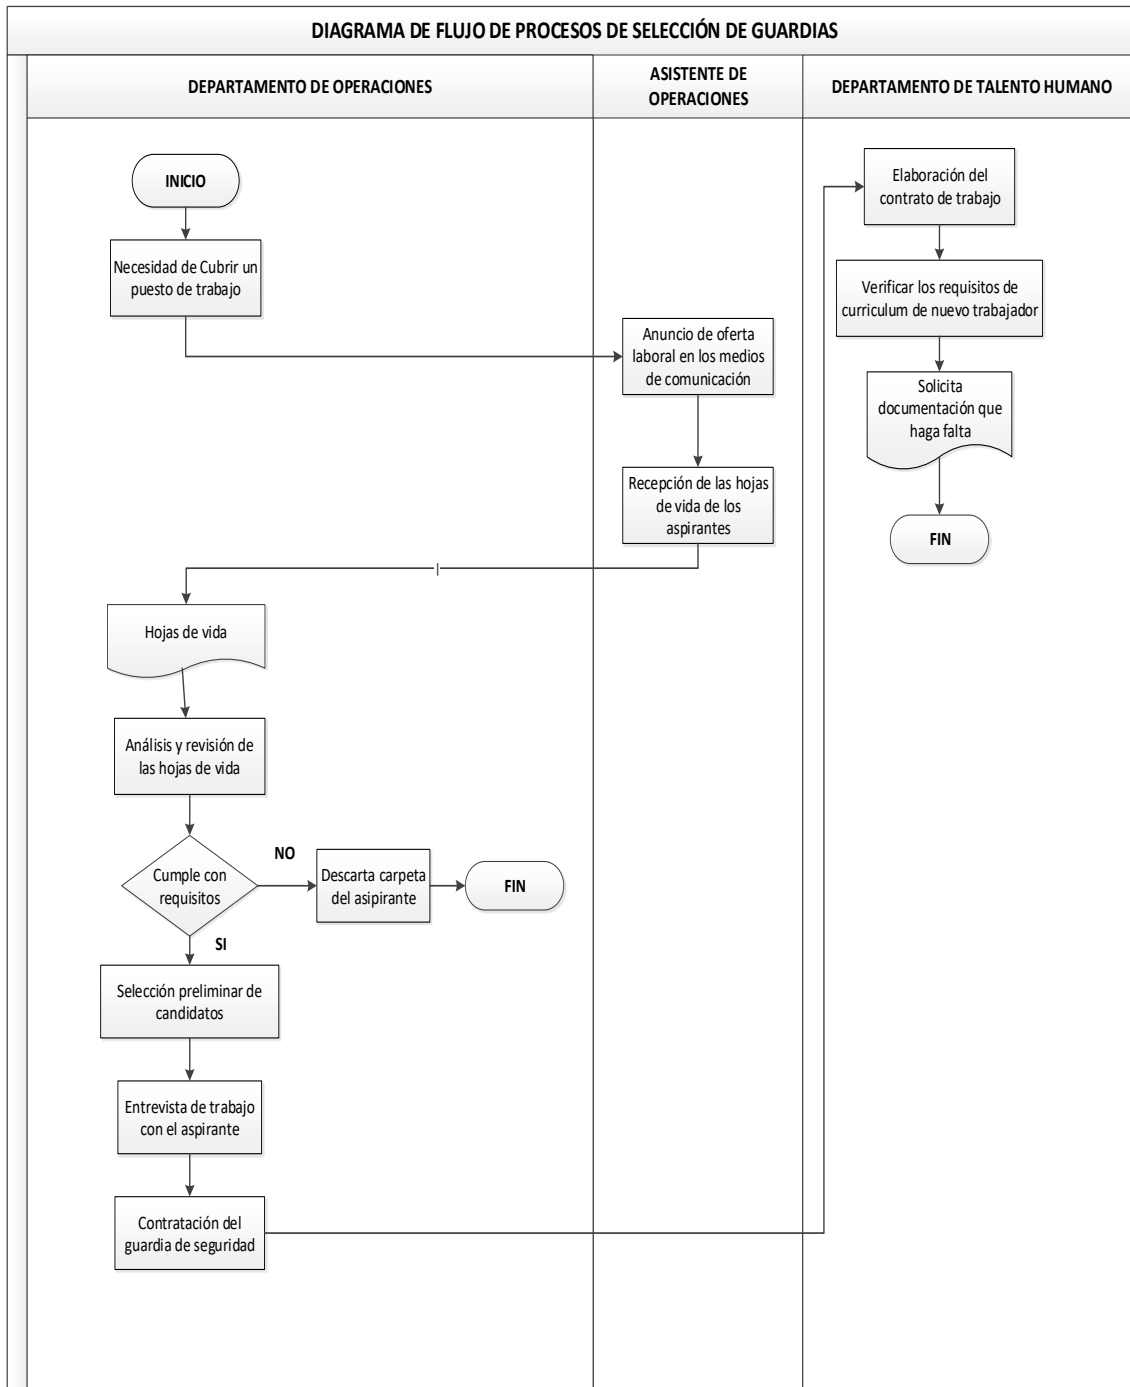 DIAGRAMA DE FLUJO DE PROCESOS DE SELECCIÓN DE GUARDIAS
DEPARTAMENTO DE OPERACIONES
ASISTENTE DE
OPERACIONES
DEPARTAMENTO DE TALENTO HUMANO
INICIO
Necesidad de Cubrir un
puesto de trabajo
Anuncio de oferta
laboral en los medios
de comunicación
Recepción de las hojas
de vida de los
aspirantes
Hojas de vida
Análisis y revisión de
las hojas de vida
Cumple con
requisitos
NO
Descarta carpeta
del asipirante
FIN
SI
Selección preliminar de
candidatos
Entrevista de trabajo
con el aspirante
Contratación del
guardia de seguridad
Elaboración del
contrato de trabajo
Verificar los requisitos de
curriculum de nuevo trabajador
Solicita
documentación que
haga falta
FIN